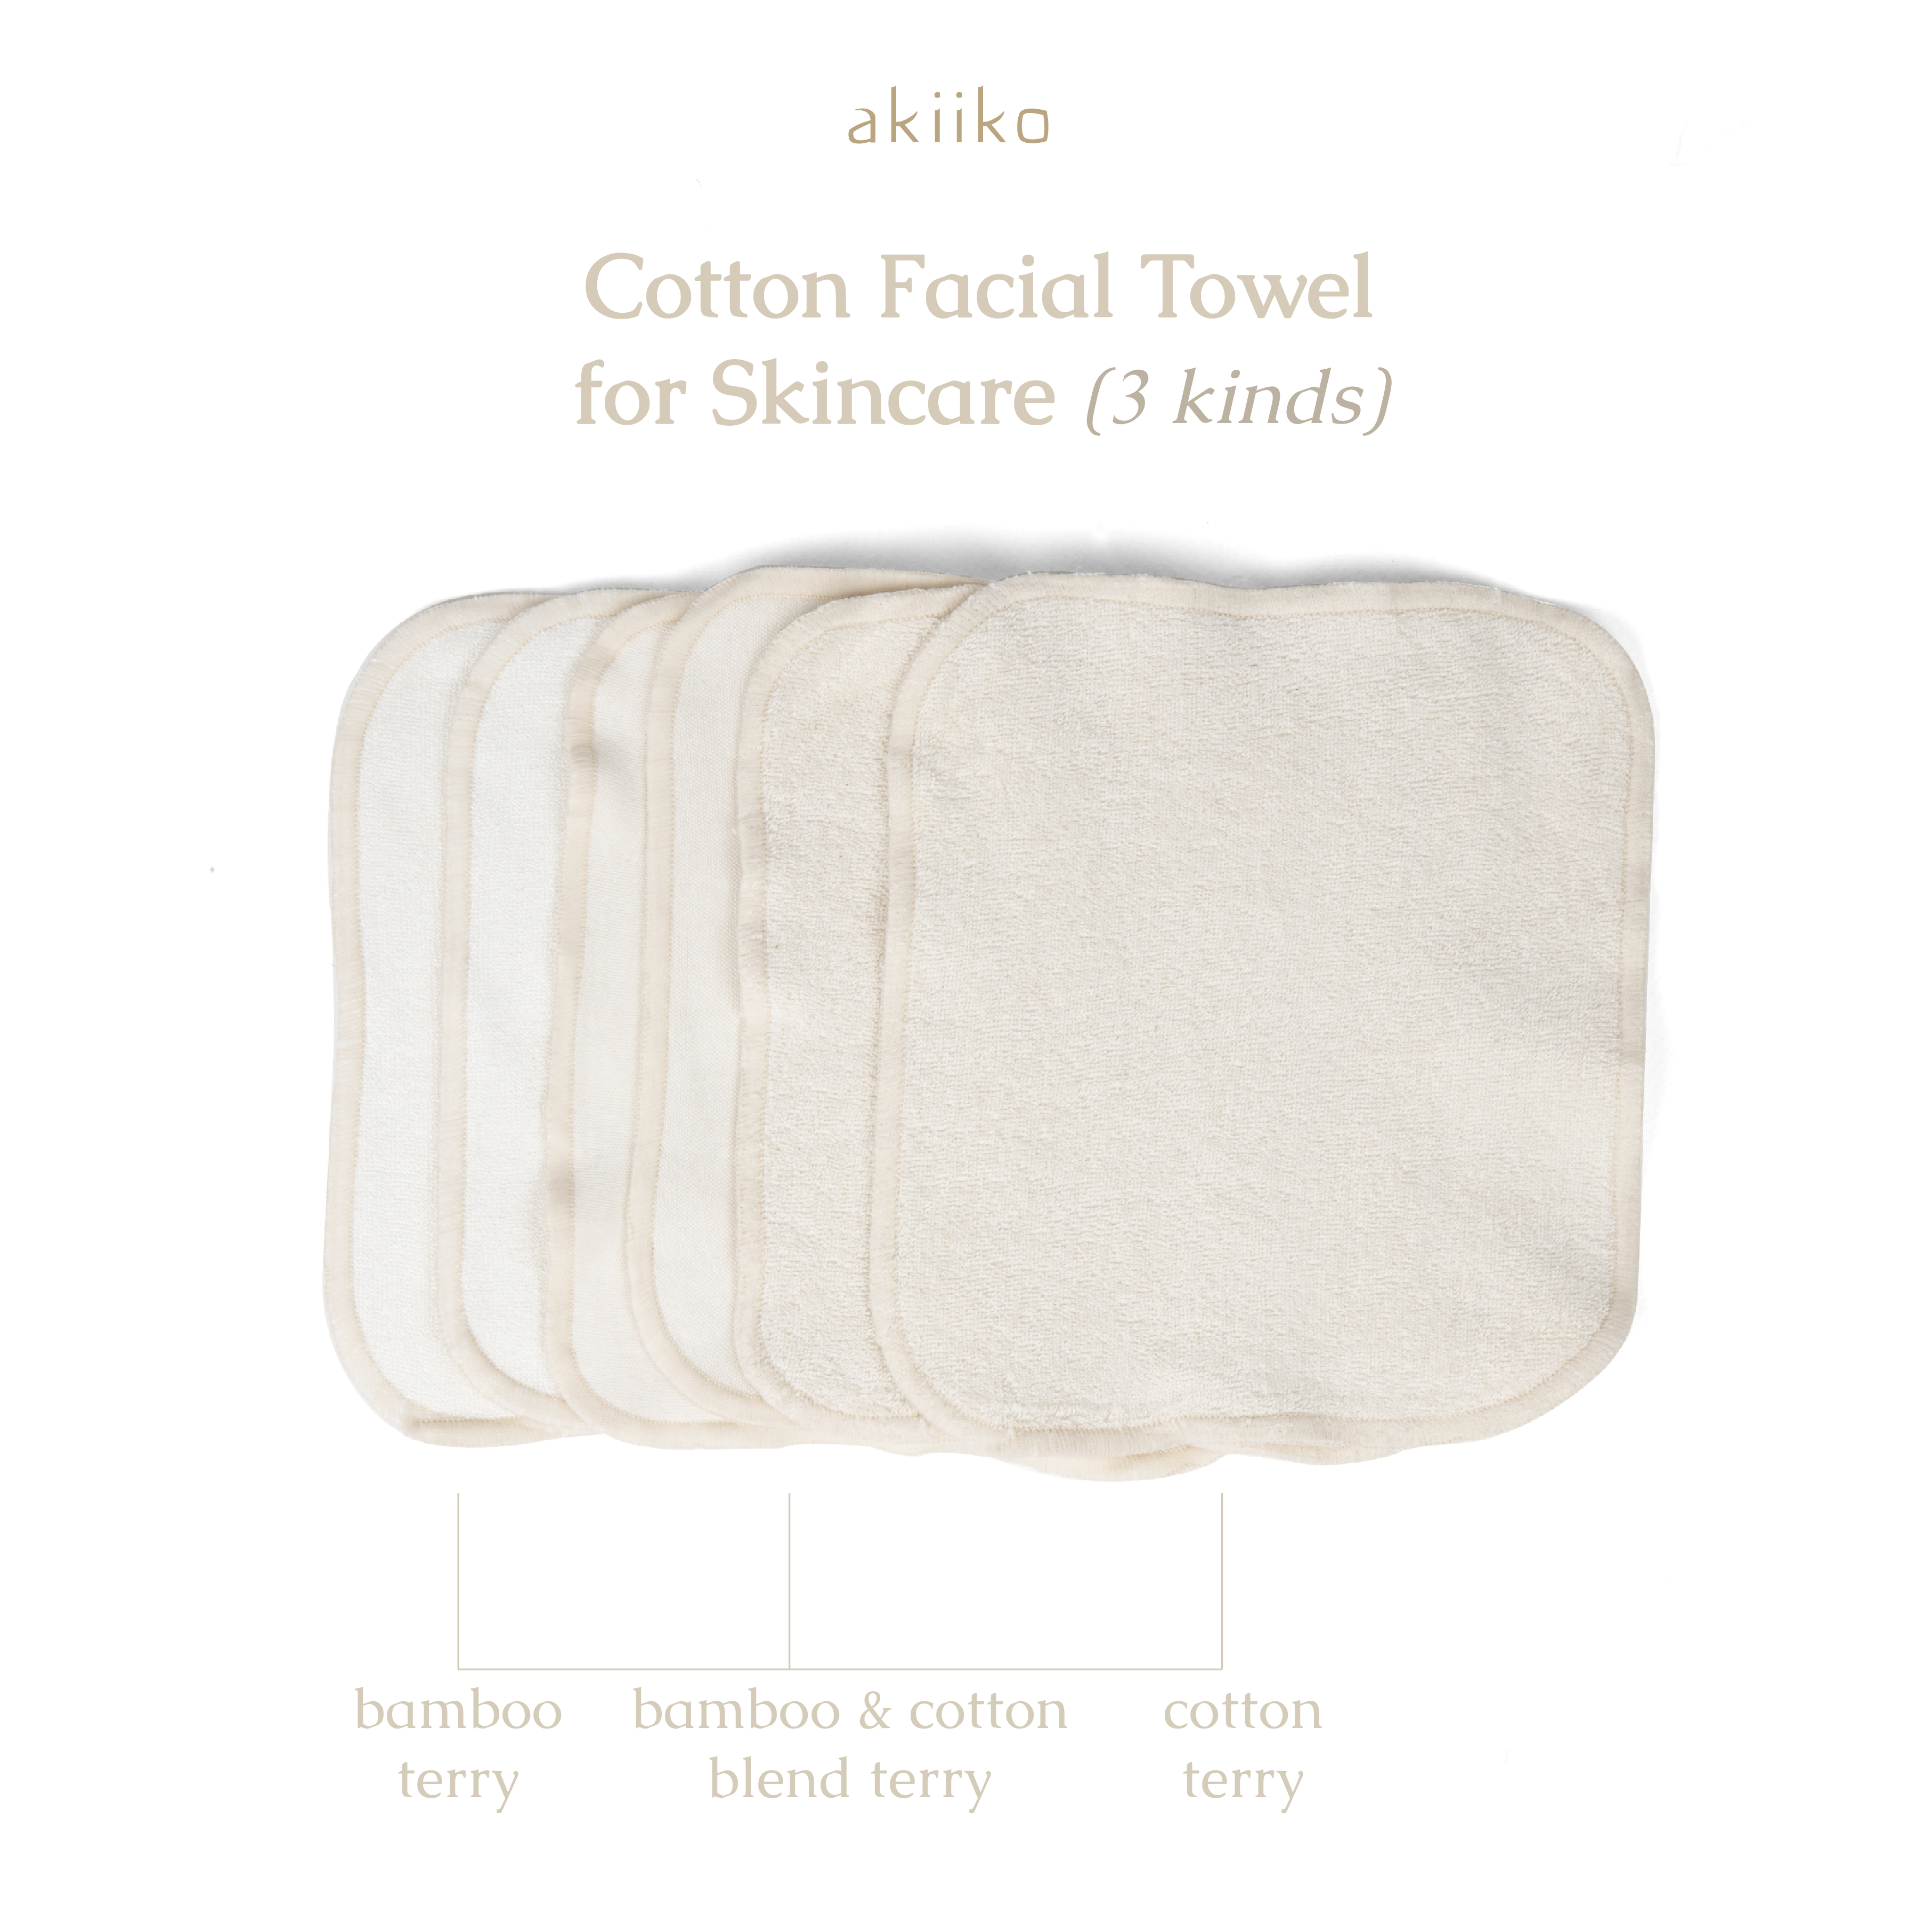 akiiko
Cotton Facial Towel
for Skincare (3 kinds)
bamboo
terry
bamboo & cotton
blend terry
cotton
terry